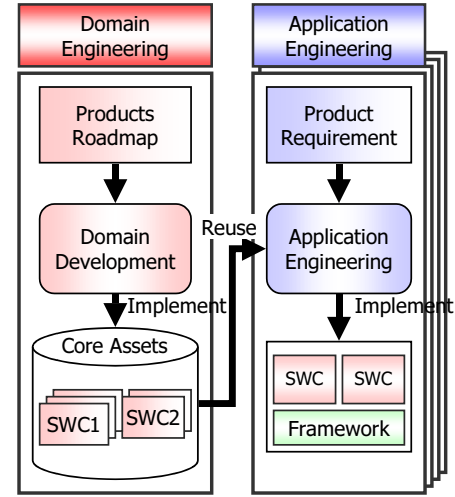 Domain
Engineering
Products
Roadmap
Domain
Development
Implement
Core Assets
SWC1
SWC2
Reuse
Application
Engineering
Product
Requirement
Application
Engineering
Implement
SWC
SWC
Framework